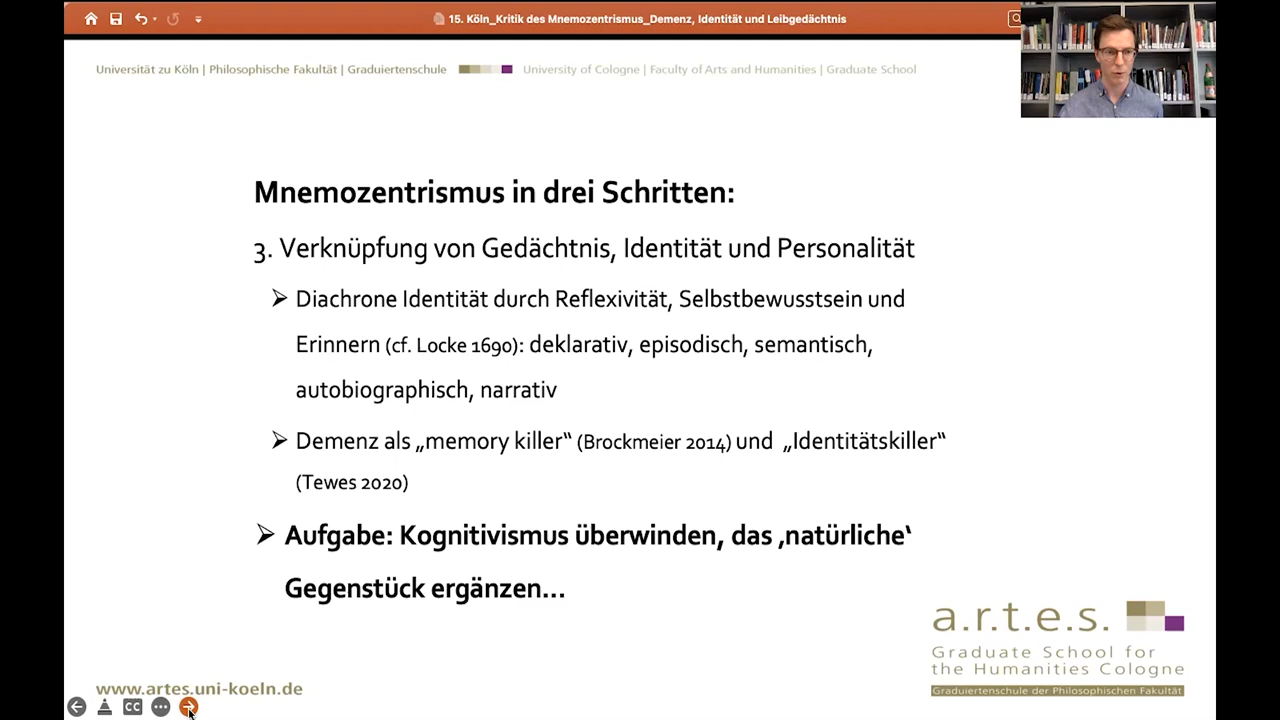 15. Köln_Kritik des Mnemozentrismus_Demenz, Identität und Leibgedächtnis
Universität zu Köln | Philosophische Fakultät | Graduiertenschule University of Cologne | Faculty of Arts and Humanities | Graduate School
Mnemozentrismus in drei Schritten:
3. Verknüpfung von Gedächtnis, Identität und Personalität
➢ Diachrone Identität durch Reflexivität, Selbstbewusstsein und
Erinnern (cf. Locke 1690): deklarativ, episodisch, semantisch,
autobiographisch, narrativ
➢ Demenz als „memory killer“ (Brockmeier 2014) und „Identitätskiller“
(Tewes 2020)
➢ Aufgabe: Kognitivismus überwinden, das ‚natürliche‘
Gegenstück ergänzen...
a.r.t.e.s.
Graduate School for
the Humanities Cologne
Graduiertenschule der Philosophischen Fakultät
www.artes.uni-koeln.de
CC